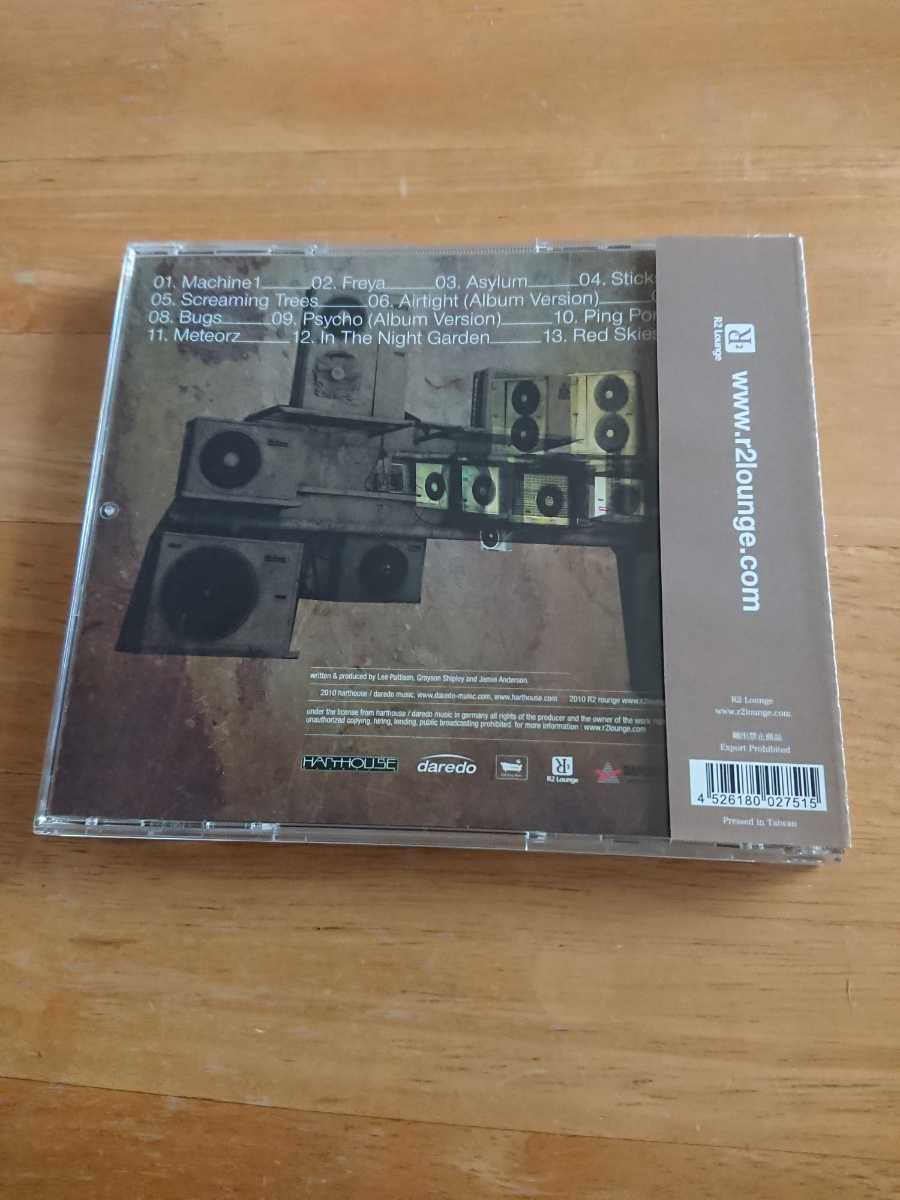 01. Machine1 02. Freya 03. Asylum 04. Sticks
05. Screaming Trees 06. Airtight (Album Version)
08. Bugs 09. Psycho (Album Version) 10. Ping Pon
11. Meteorz 12. In The Night Garden 13. Red Skies
written & produced by Lee Pattison, Grayson Shipley and Jamie Anderson.
2010 harthouse / daredo music, www.daredo-music.com, www.harthouse.com 2010 R2 lounge www.r2lounge
under the license from harthouse / daredo music in germany all rights of the producer and the owner of the work repr
unauthorized copying, hiring, lending, public broadcasting prohibited. for more information : www.r2lounge.com
HARTHOUSE daredo R2 Lounge
R2 Lounge
www.r2lounge.com
R2 Lounge
www.r2lounge.com
輸出禁止商品
Export Prohibited
4 526180 027515
Pressed in Taiwan